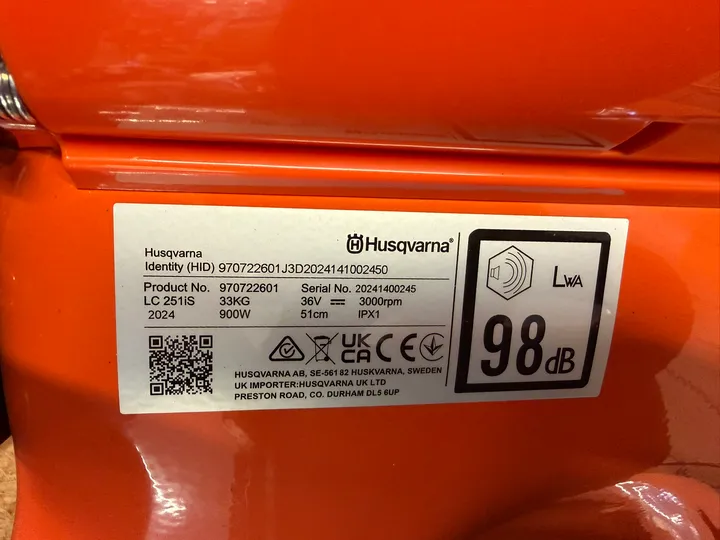 Husqvarna®
Husqvarna
Identity (HID) 970722601J3D2024141002450
Product No. 970722601 Serial No. 20241400245
LC 251iS 33KG 36V 3000rpm
2024 900W 51cm IPX1
UK
CA CE
HUSQVARNA AB, SE-561 82 HUSKVARNA, SWEDEN
UK IMPORTER:HUSQVARNA UK LTD
PRESTON ROAD, CO. DURHAM DL5 6UP
LWA
98dB